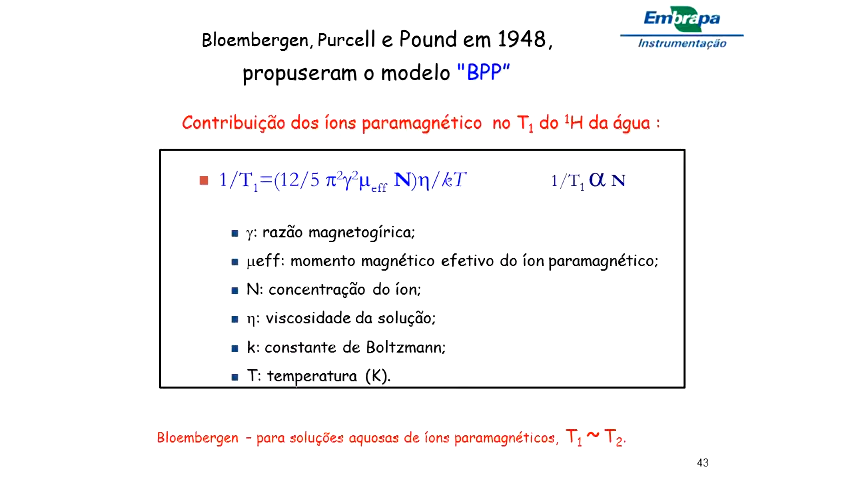 Bloembergen, Purcell e Pound em 1948,
propuseram o modelo "BPP”
Embrapa
Instrumentação
Contribuição dos íons paramagnético no T₁ do ¹H da água :
1/T₁=(12/5 π²γ²μeff N)η/kT 1/T₁ α N
γ: razão magnetogírica;
μeff: momento magnético efetivo do íon paramagnético;
N: concentração do íon;
η: viscosidade da solução;
k: constante de Boltzmann;
T: temperatura (K).
Bloembergen – para soluções aquosas de íons paramagnéticos, T₁ ~ T₂.
43